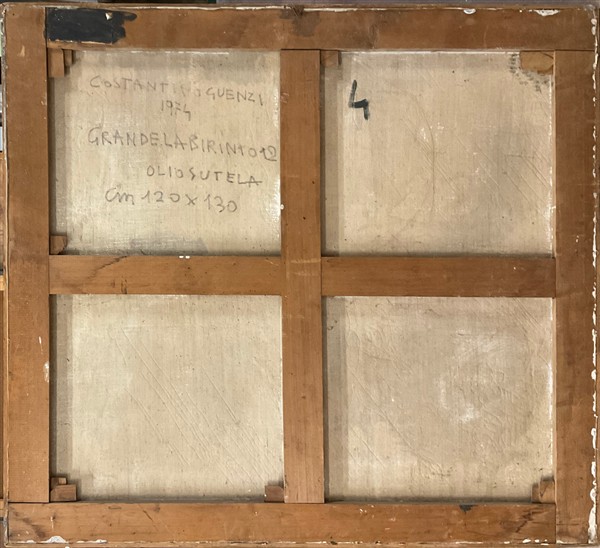 COSTANTINO GUENZI
1974
GRANDE LABIRINTO 12
OLIO SU TELA
cm 120 x 130
4